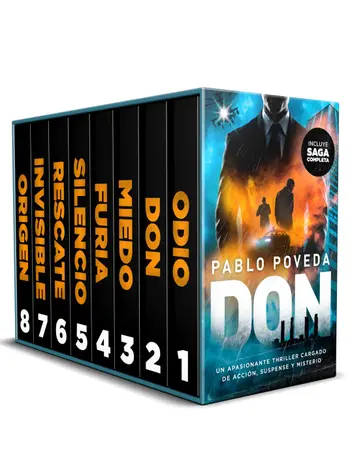 ORIGEN
8
INVISIBLE
7
RESCATE
6
SILENCIO
5
FURIA
4
MIEDO
3
DON
2
ODIO
1
INCLUYE
SAGA
COMPLETA
PABLO POVEDA
DON
UN APASIONANTE THRILLER CARGADO
DE ACCIÓN, SUSPENSE Y MISTERIO